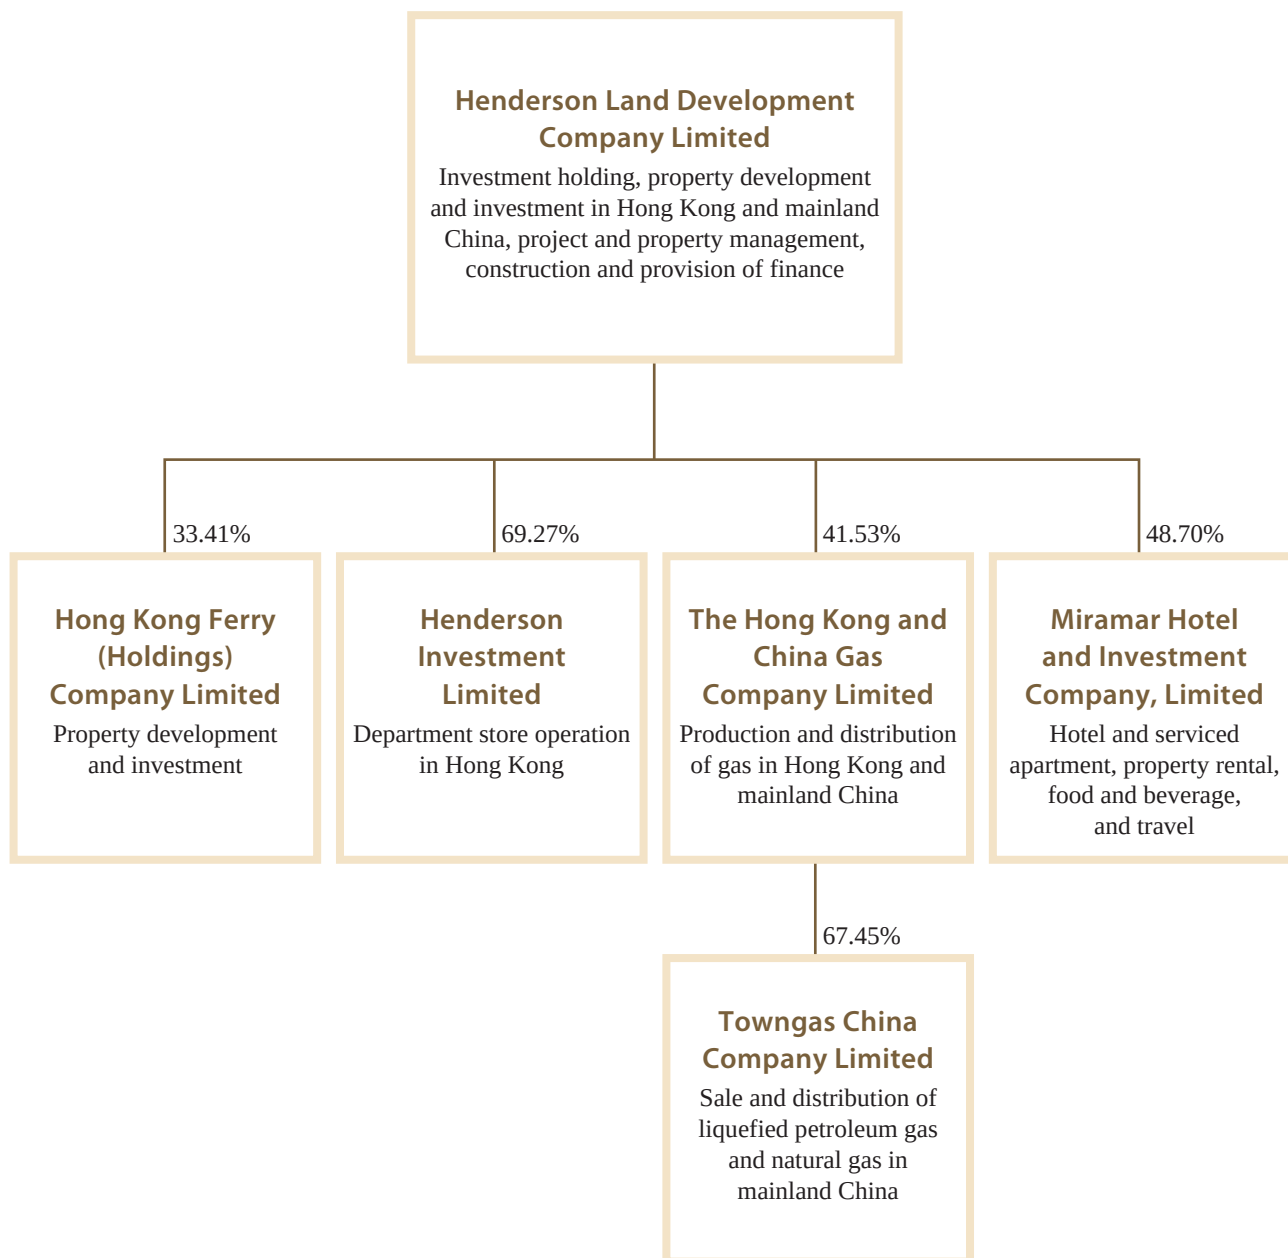 Henderson Land Development
Company Limited
Investment holding, property development
and investment in Hong Kong and mainland
China, project and property management,
construction and provision of finance
33.41%
69.27%
41.53%
48.70%
Hong Kong Ferry
(Holdings)
Company Limited
Property development
and investment
Henderson
Investment
Limited
Department store operation
in Hong Kong
The Hong Kong and
China Gas
Company Limited
Production and distribution
of gas in Hong Kong and
mainland China
Miramar Hotel
and Investment
Company, Limited
Hotel and serviced
apartment, property rental,
food and beverage,
and travel
67.45%
Towngas China
Company Limited
Sale and distribution of
liquefied petroleum gas
and natural gas in
mainland China